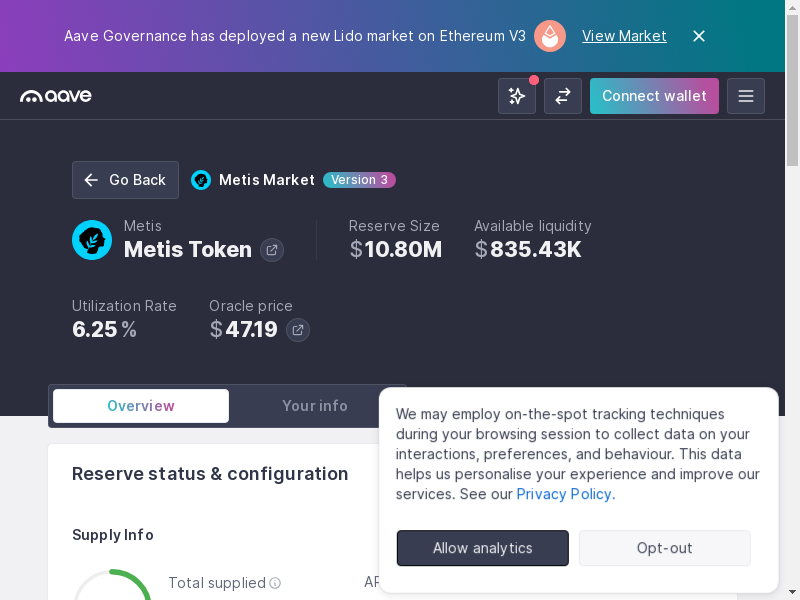 Aave Governance has deployed a new Lido market on Ethereum V3 View Market
aave
Connect wallet
Go Back Metis Market Version 3
Metis
Metis Token
Reserve Size
$10.80M
Available liquidity
$835.43K
Utilization Rate
6.25%
Oracle price
$47.19
Overview Your info
Reserve status & configuration
Supply Info
Total supplied
We may employ on-the-spot tracking techniques
during your browsing session to collect data on your
interactions, preferences, and behaviour. This data
helps us personalise your experience and improve our
services. See our Privacy Policy.
Allow analytics Opt-out